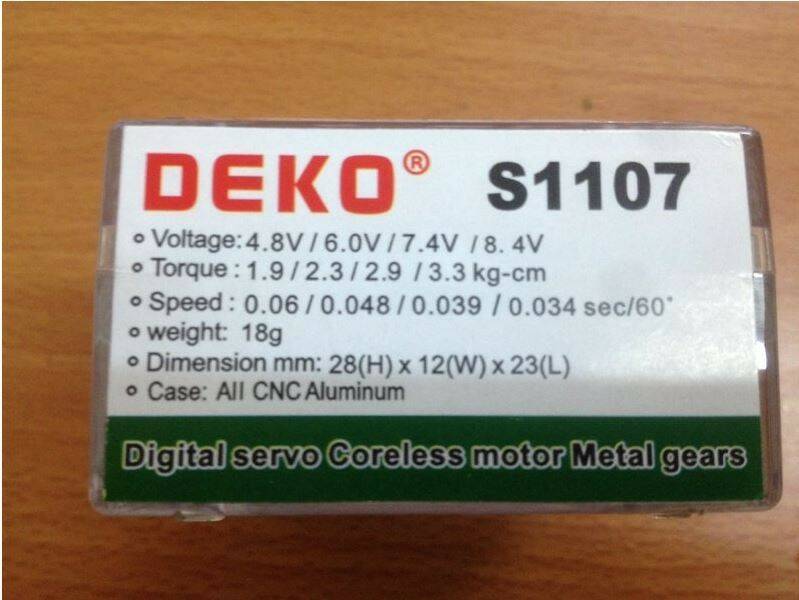 DEKO® S1107
Voltage: 4.8V / 6.0V / 7.4V / 8. 4V
Torque : 1.9 / 2.3 / 2.9 / 3.3 kg-cm
Speed : 0.06 / 0.048 / 0.039 / 0.034 sec/60°
weight: 18g
Dimension mm: 28(H) x 12(W) x 23(L)
Case: All CNC Aluminum
Digital servo Coreless motor Metal gears